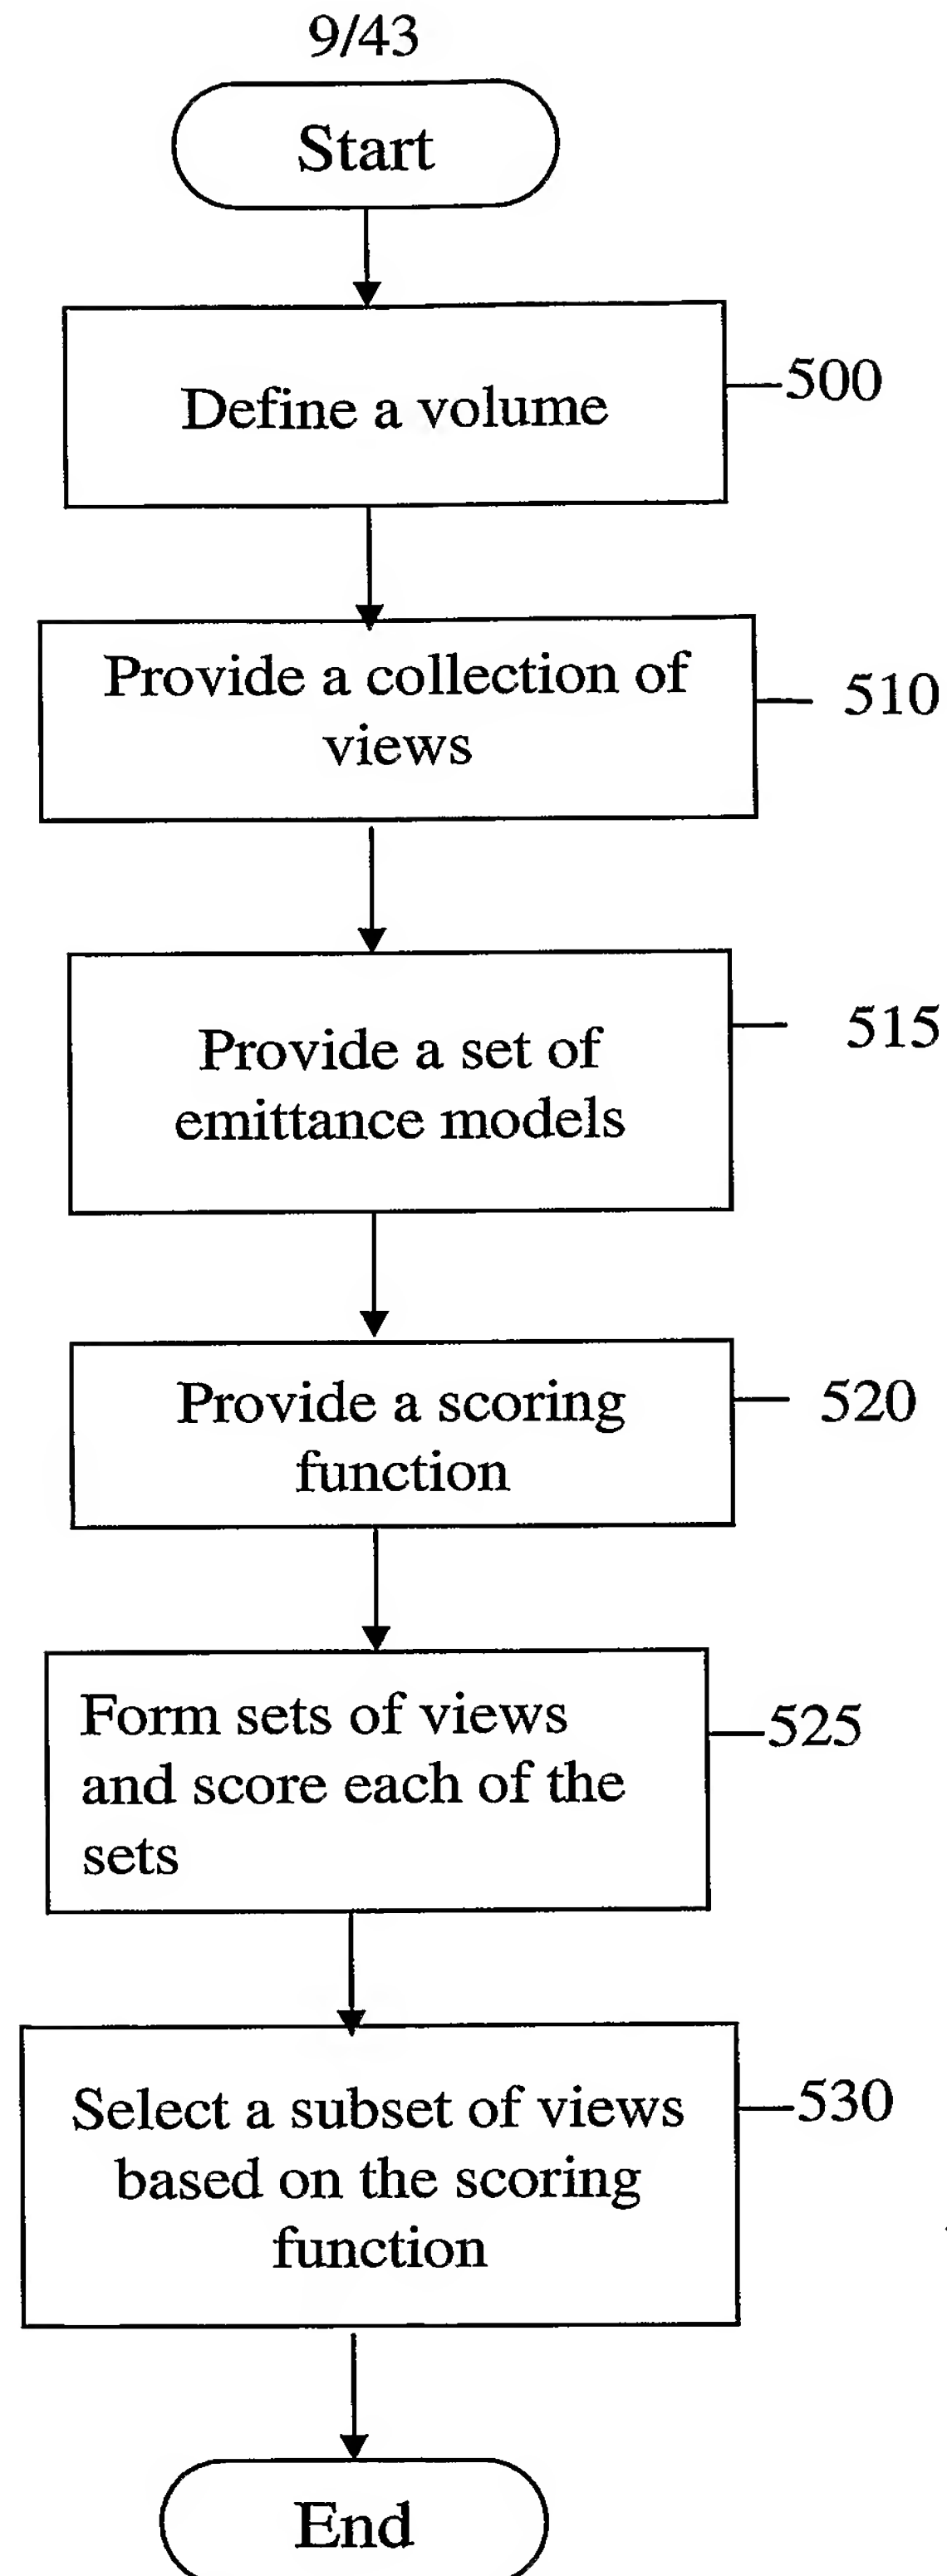 9/43
Start
Define a volume
500
Provide a collection of
views
510
Provide a set of
emittance models
515
Provide a scoring
function
520
Form sets of views
and score each of the
sets
525
Select a subset of views
based on the scoring
function
530
End